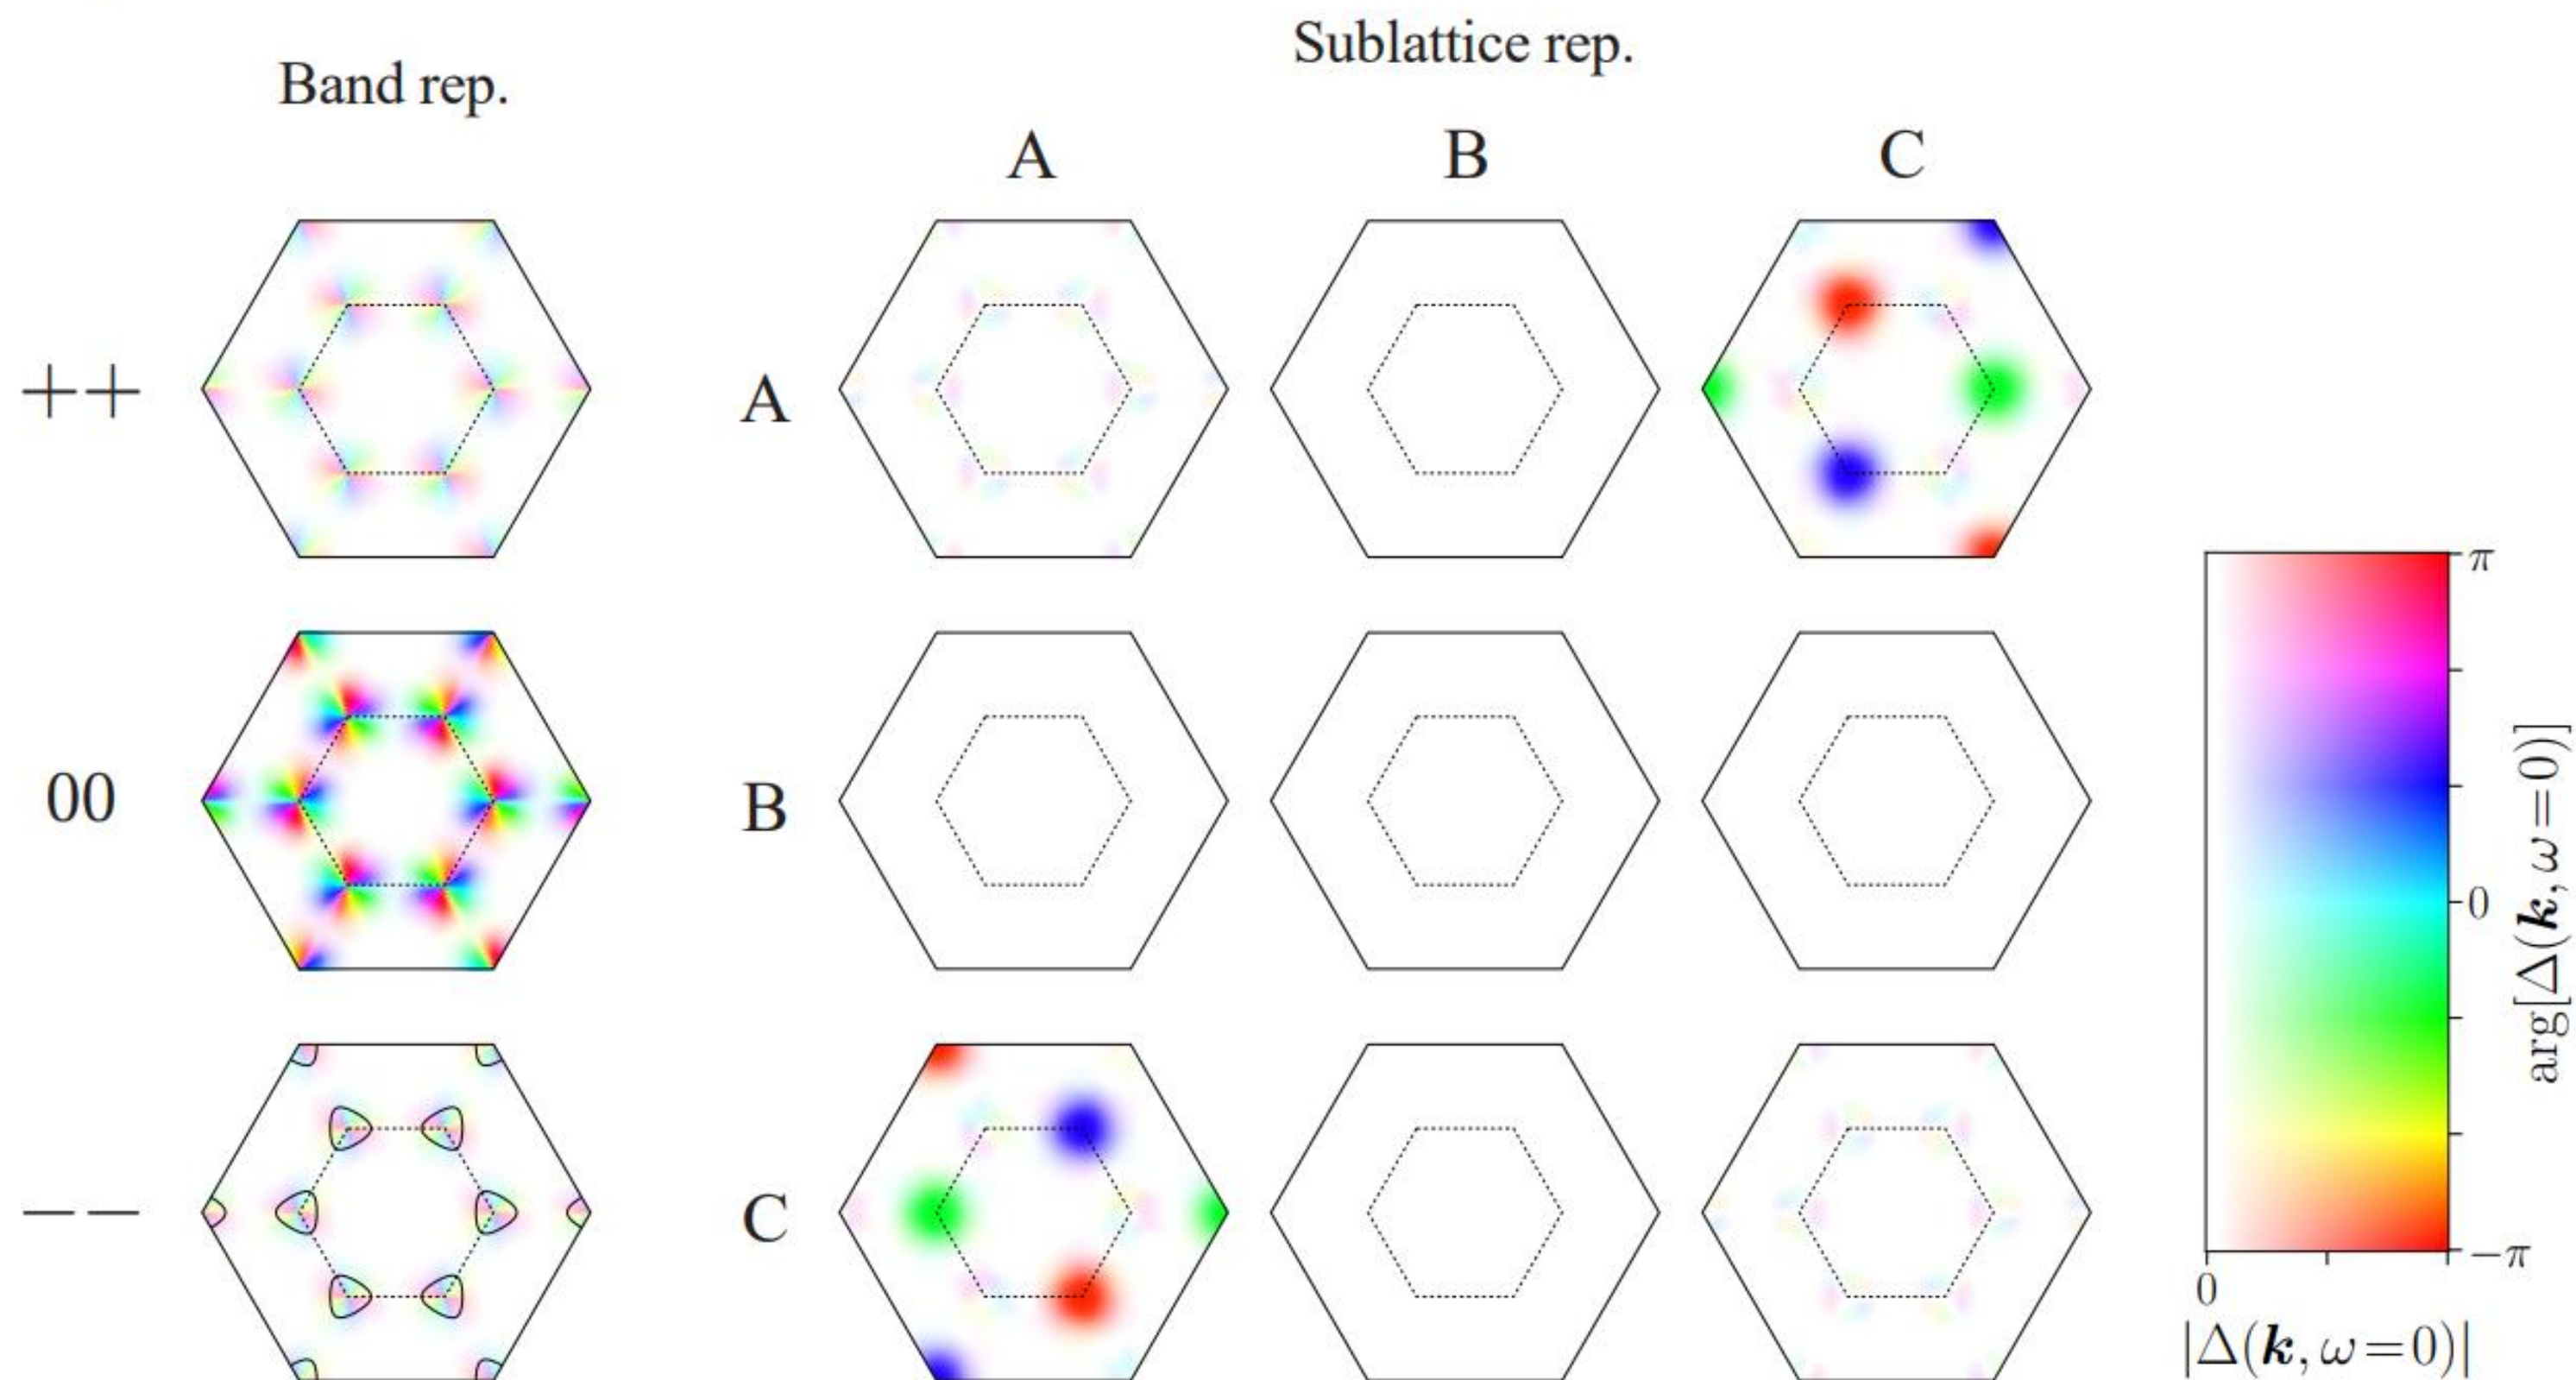 Sublattice rep.
Band rep.
A B C
++ A
00 B
−− C
π
0
−π
arg[Δ(k, ω=0)]
0
|Δ(k, ω=0)|